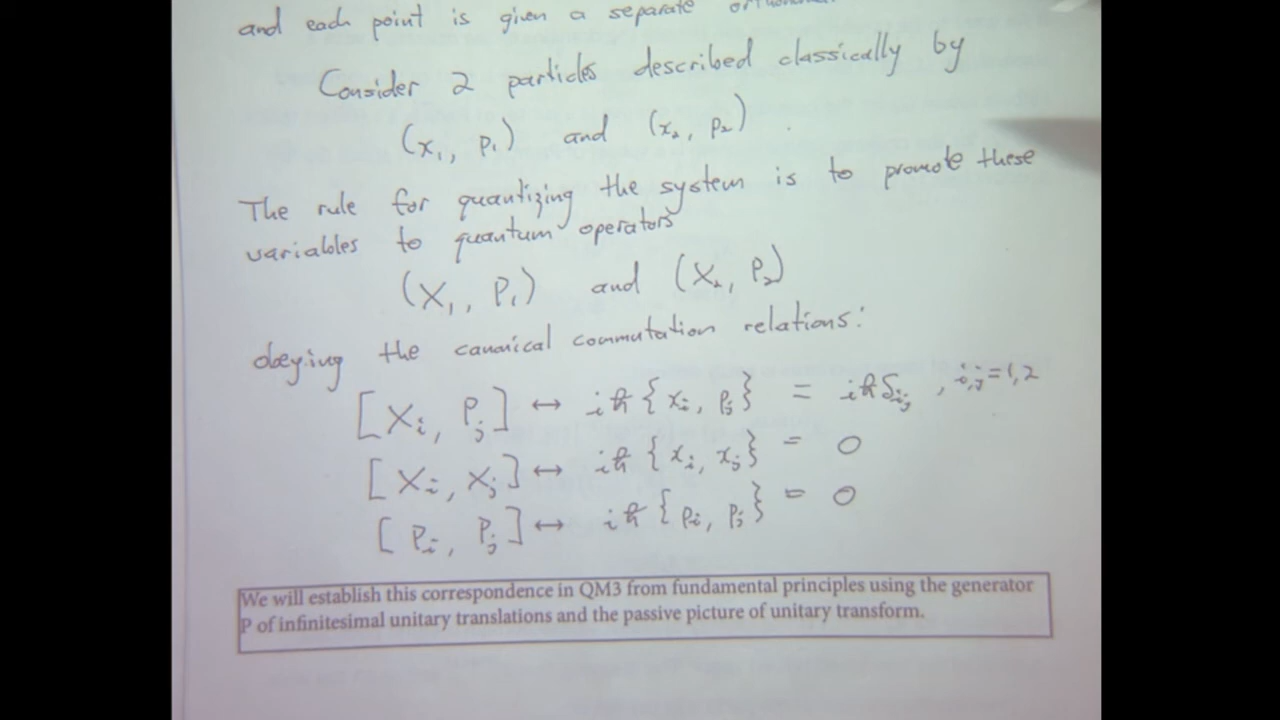 and each point is given a separate
Consider 2 particles described classically by
(x₁, p₁) and (x₂, p₂).
The rule for quantizing the system is to promote these
variables to quantum operators
(X₁, P₁) and (X₂, P₂)
obeying the canonical commutation relations:
[Xᵢ, Pⱼ] ↔ iħ{xᵢ, pⱼ} = iħδᵢⱼ, i,j=1,2
[Xᵢ, Xⱼ] ↔ iħ{xᵢ, xⱼ} = 0
[Pᵢ, Pⱼ] ↔ iħ{pᵢ, pⱼ} = 0
We will establish this correspondence in QM3 from fundamental principles using the generator
P of infinitesimal unitary translations and the passive picture of unitary transform.